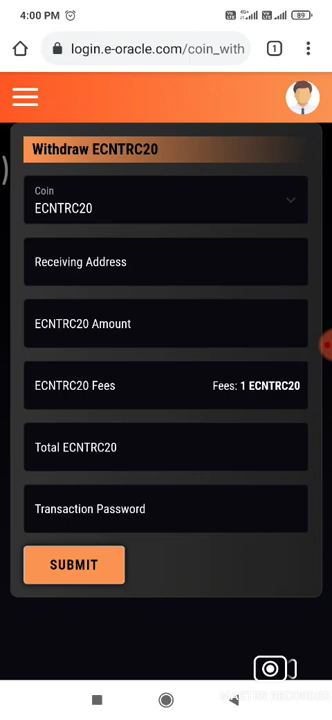 4:00 PM
4G+
89
login.e-oracle.com/coin_with
1
Withdraw ECNTRC20
Coin
ECNTRC20
Receiving Address
ECNTRC20 Amount
ECNTRC20 Fees
Fees: 1 ECNTRC20
Total ECNTRC20
Transaction Password
SUBMIT